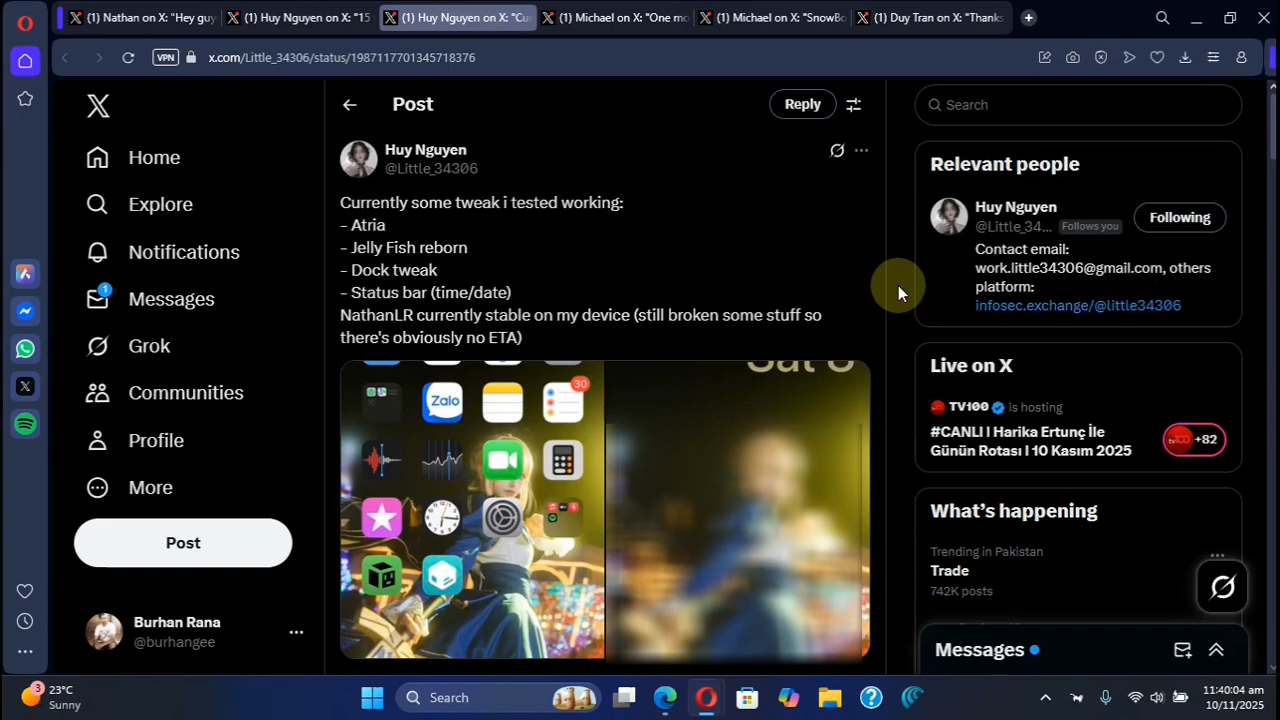 (1) Nathan on X: "Hey guy
(1) Huy Nguyen on X: "15
(1) Huy Nguyen on X: "Cu
(1) Michael on X: "One mo
(1) Michael on X: "SnowBo
(1) Duy Tran on X: "Thanks
VPN
x.com/Little_34306/status/1987117701345718376
Home
Explore
Notifications
1
Messages
Grok
Communities
Profile
More
Post
Burhan Rana
@burhangee
Post
Reply
Huy Nguyen
@Little_34306
Currently some tweak i tested working:
- Atria
- Jelly Fish reborn
- Dock tweak
- Status bar (time/date)
NathanLR currently stable on my device (still broken some stuff so
there's obviously no ETA)
30
Zalo
Search
Relevant people
Huy Nguyen
@Little_34... Follows you
Following
Contact email:
work.little34306@gmail.com, others
platform:
infosec.exchange/@little34306
Live on X
TV100 is hosting
#CANLI I Harika Ertunç İle
Günün Rotası I 10 Kasım 2025
tv100
+82
What's happening
Trending in Pakistan
Trade
742K posts
Messages
3
23°C
Sunny
Search
11:40:04 am
10/11/2025